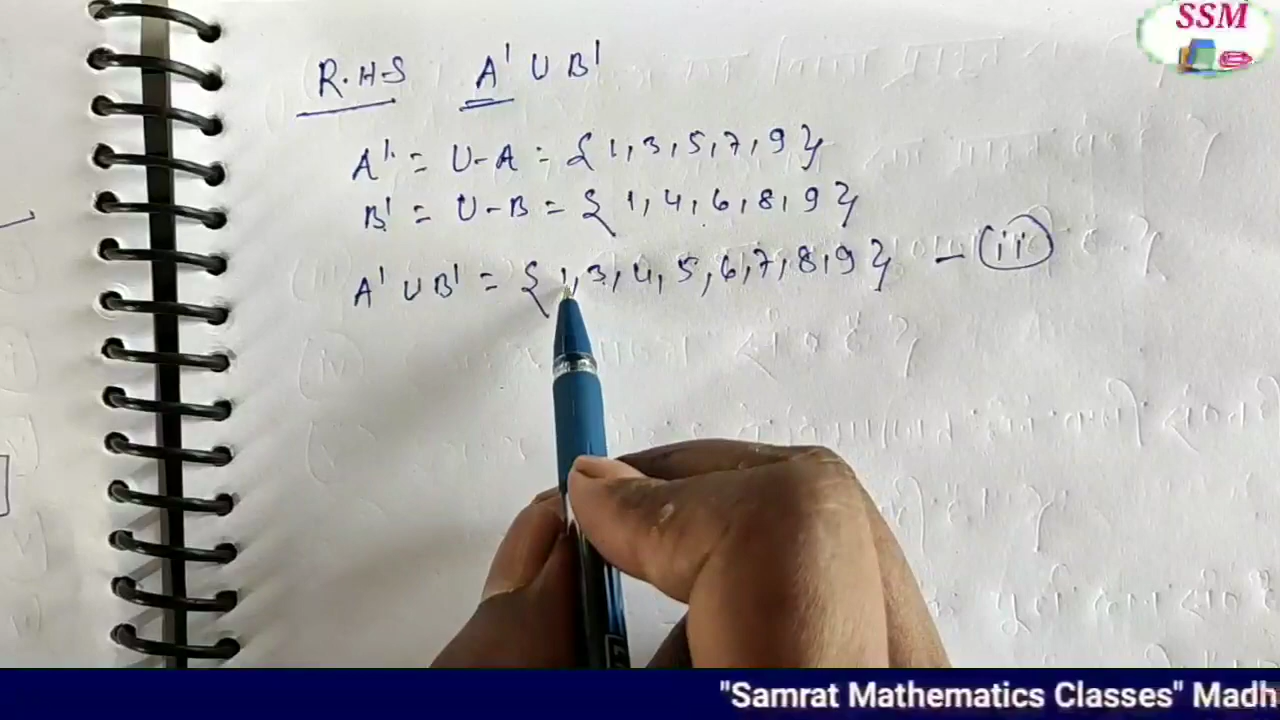 SSM
R.H-S A' ∪ B'
A' = U-A = {1,3,5,7,9}
B' = U-B = {1,4,6,8,9}
A' ∪ B' = {1,3,4,5,6,7,8,9} - (ii)
"Samrat Mathematics Classes" Madh